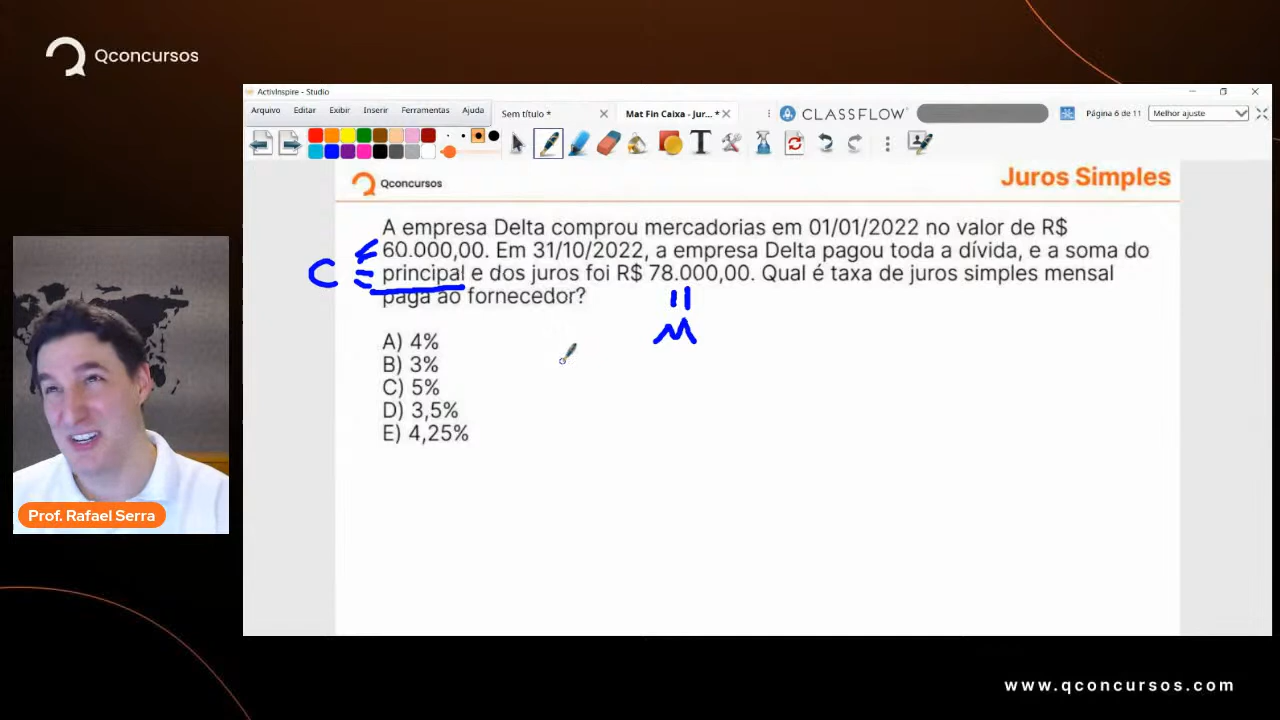 Qconcursos
ActivInspire - Studio
Arquivo Editar Exibir Inserir Ferramentas Ajuda
Sem título *
Mat Fin Caixa - Jur... *
CLASSFLOW
Página 6 de 11
Melhor ajuste
Qconcursos
Juros Simples
A empresa Delta comprou mercadorias em 01/01/2022 no valor de R$
60.000,00. Em 31/10/2022, a empresa Delta pagou toda a dívida, e a soma do
C principal e dos juros foi R$ 78.000,00. Qual é taxa de juros simples mensal
paga ao fornecedor?
M
A) 4%
B) 3%
C) 5%
D) 3,5%
E) 4,25%
Prof. Rafael Serra
www.qconcursos.com